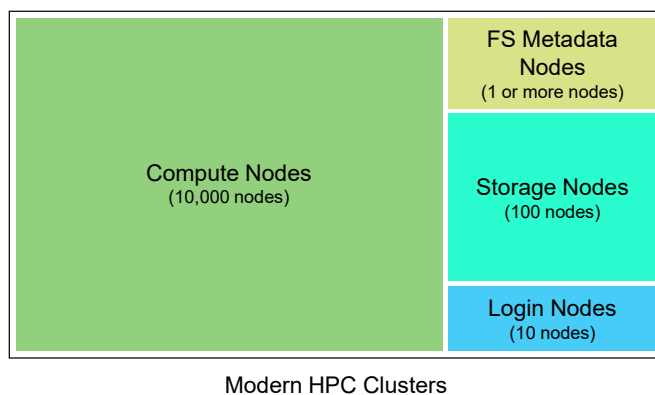 Compute Nodes
(10,000 nodes)
FS Metadata
Nodes
(1 or more nodes)
Storage Nodes
(100 nodes)
Login Nodes
(10 nodes)
Modern HPC Clusters